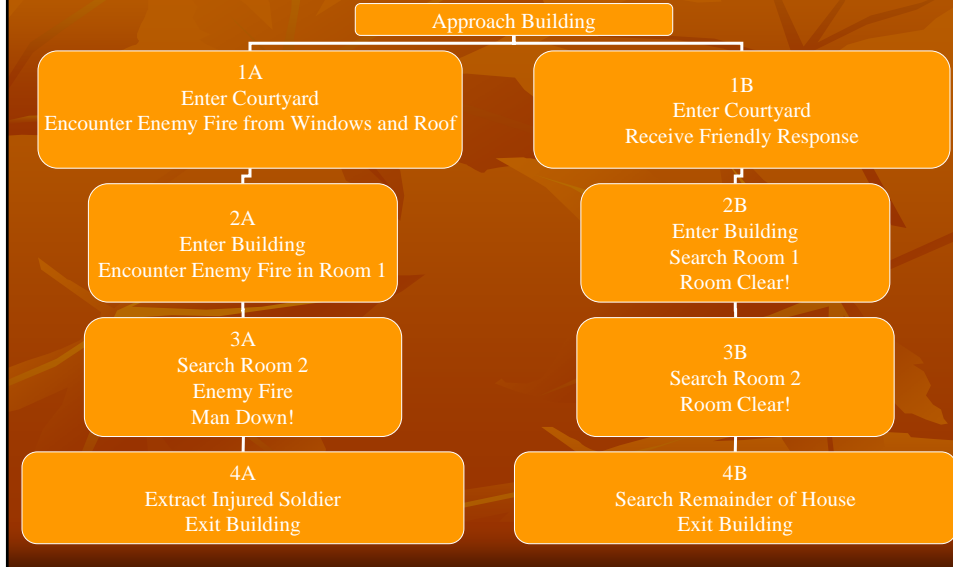 Approach Building
1A
Enter Courtyard
Encounter Enemy Fire from Windows and Roof
1B
Enter Courtyard
Receive Friendly Response
2A
Enter Building
Encounter Enemy Fire in Room 1
2B
Enter Building
Search Room 1
Room Clear!
3A
Search Room 2
Enemy Fire
Man Down!
3B
Search Room 2
Room Clear!
4A
Extract Injured Soldier
Exit Building
4B
Search Remainder of House
Exit Building